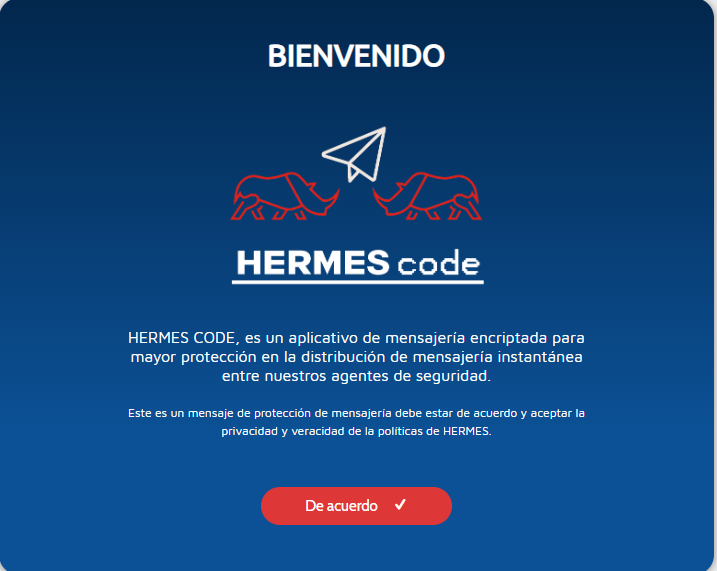 BIENVENIDO
HERMES code
HERMES CODE, es un aplicativo de mensajería encriptada para
mayor protección en la distribución de mensajería instantánea
entre nuestros agentes de seguridad.
Este es un mensaje de protección de mensajería debe estar de acuerdo y aceptar la
privacidad y veracidad de la políticas de HERMES.
De acuerdo